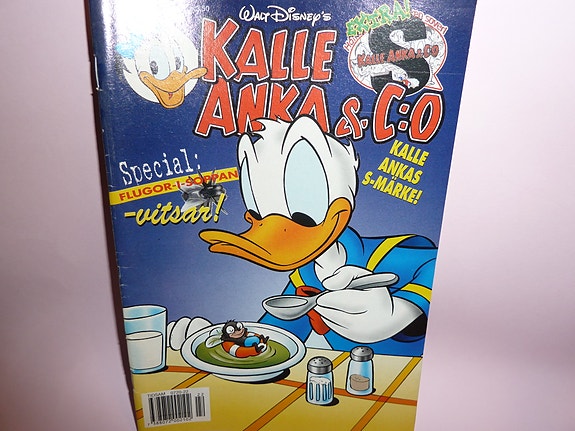 WALT DISNEY'S
KALLE
ANKA & C:O
EXTRA!
S
KALLE ANKA & C:O
KALLE
ANKAS
S-MÄRKE!
Special:
FLUGOR-I-SOPPAN
-vitsar!